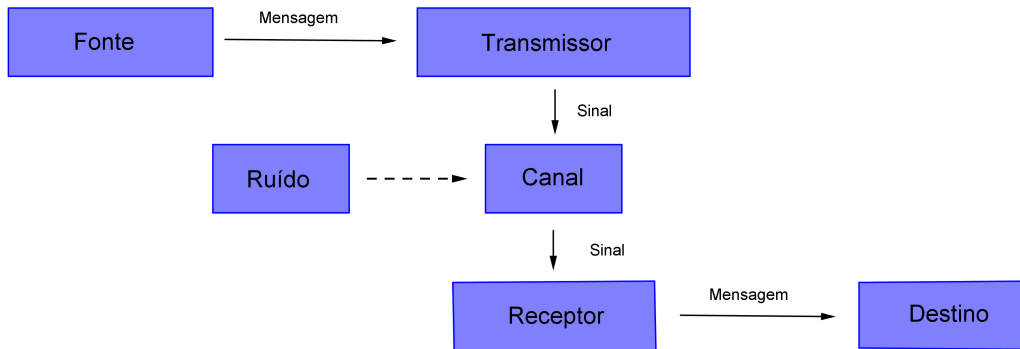 Mensagem
Fonte
Transmissor
Sinal
Ruído
Canal
Sinal
Mensagem
Receptor
Destino